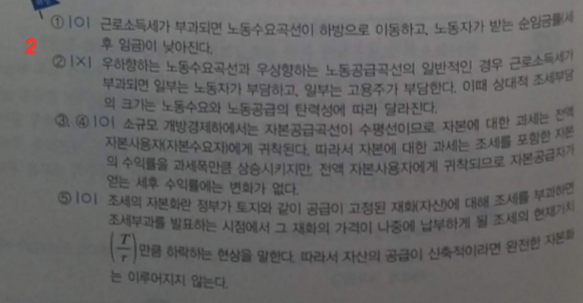 ① |O| 근로소득세가 부과되면 노동수요곡선이 하방으로 이동하고, 노동자가 받는 순임금률(세
후 임금)이 낮아진다.
2
② |X| 우하향하는 노동수요곡선과 우상향하는 노동공급곡선의 일반적인 경우 근로소득세가
부과되면 일부는 노동자가 부담하고, 일부는 고용주가 부담한다. 이때 상대적 조세부담
의 크기는 노동수요와 노동공급의 탄력성에 따라 달라진다.
③, ④ |O| 소규모 개방경제하에서는 자본공급곡선이 수평선이므로 자본에 대한 과세는 전액
자본사용재(자본수요자)에게 귀착된다. 따라서 자본에 대한 과세는 조세를 포함한 자본
의 수익률을 과세폭만큼 상승시키지만, 전액 자본사용자에게 귀착되므로 자본공급자가
얻는 세후 수익률에는 변화가 없다.
⑤ |O| 조세의 자본화란 정부가 토지와 같이 공급이 고정된 재화(자산)에 대해 조세를 부과하면
조세부과를 발표하는 시점에서 그 재화의 가격이 나중에 납부하게 될 조세의 현재가치
(T/r)만큼 하락하는 현상을 말한다. 따라서 자산의 공급이 신축적이라면 완전한 자본화
는 이루어지지 않는다.